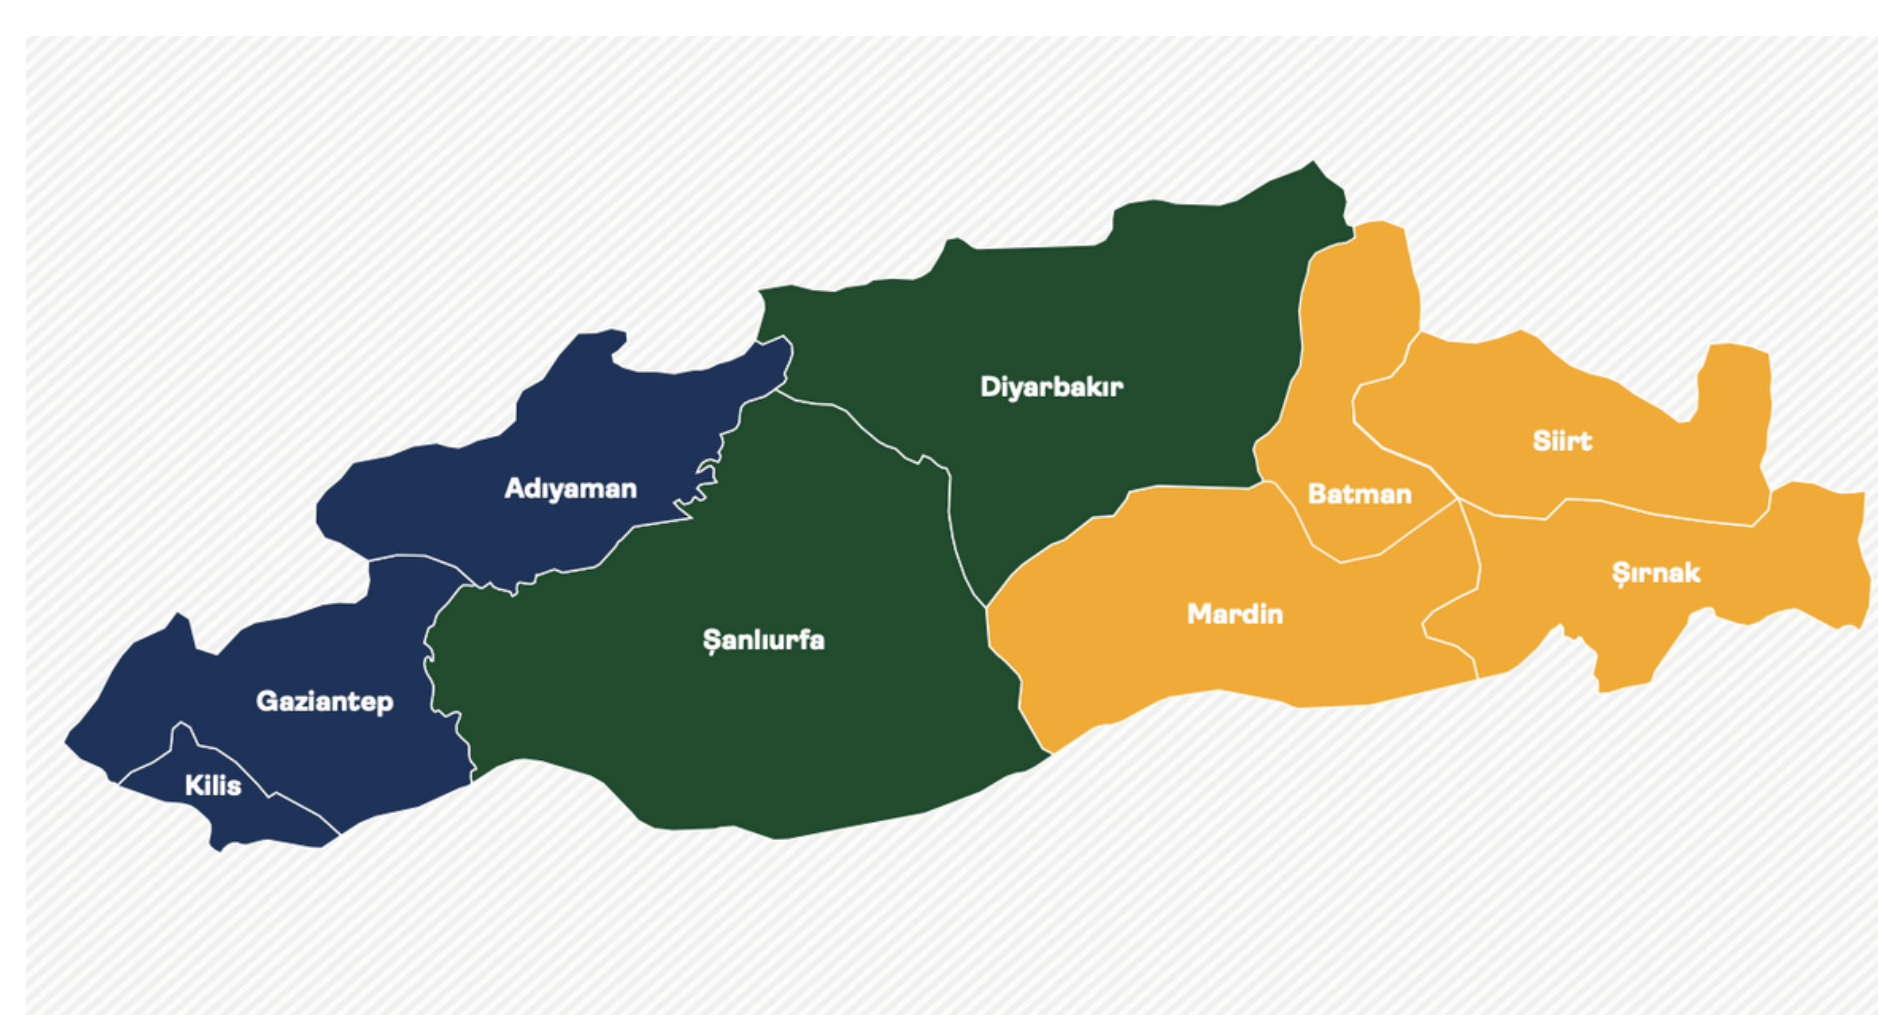 Diyarbakır
Siirt
Adıyaman
Batman
Şırnak
Mardin
Şanlıurfa
Gaziantep
Kilis